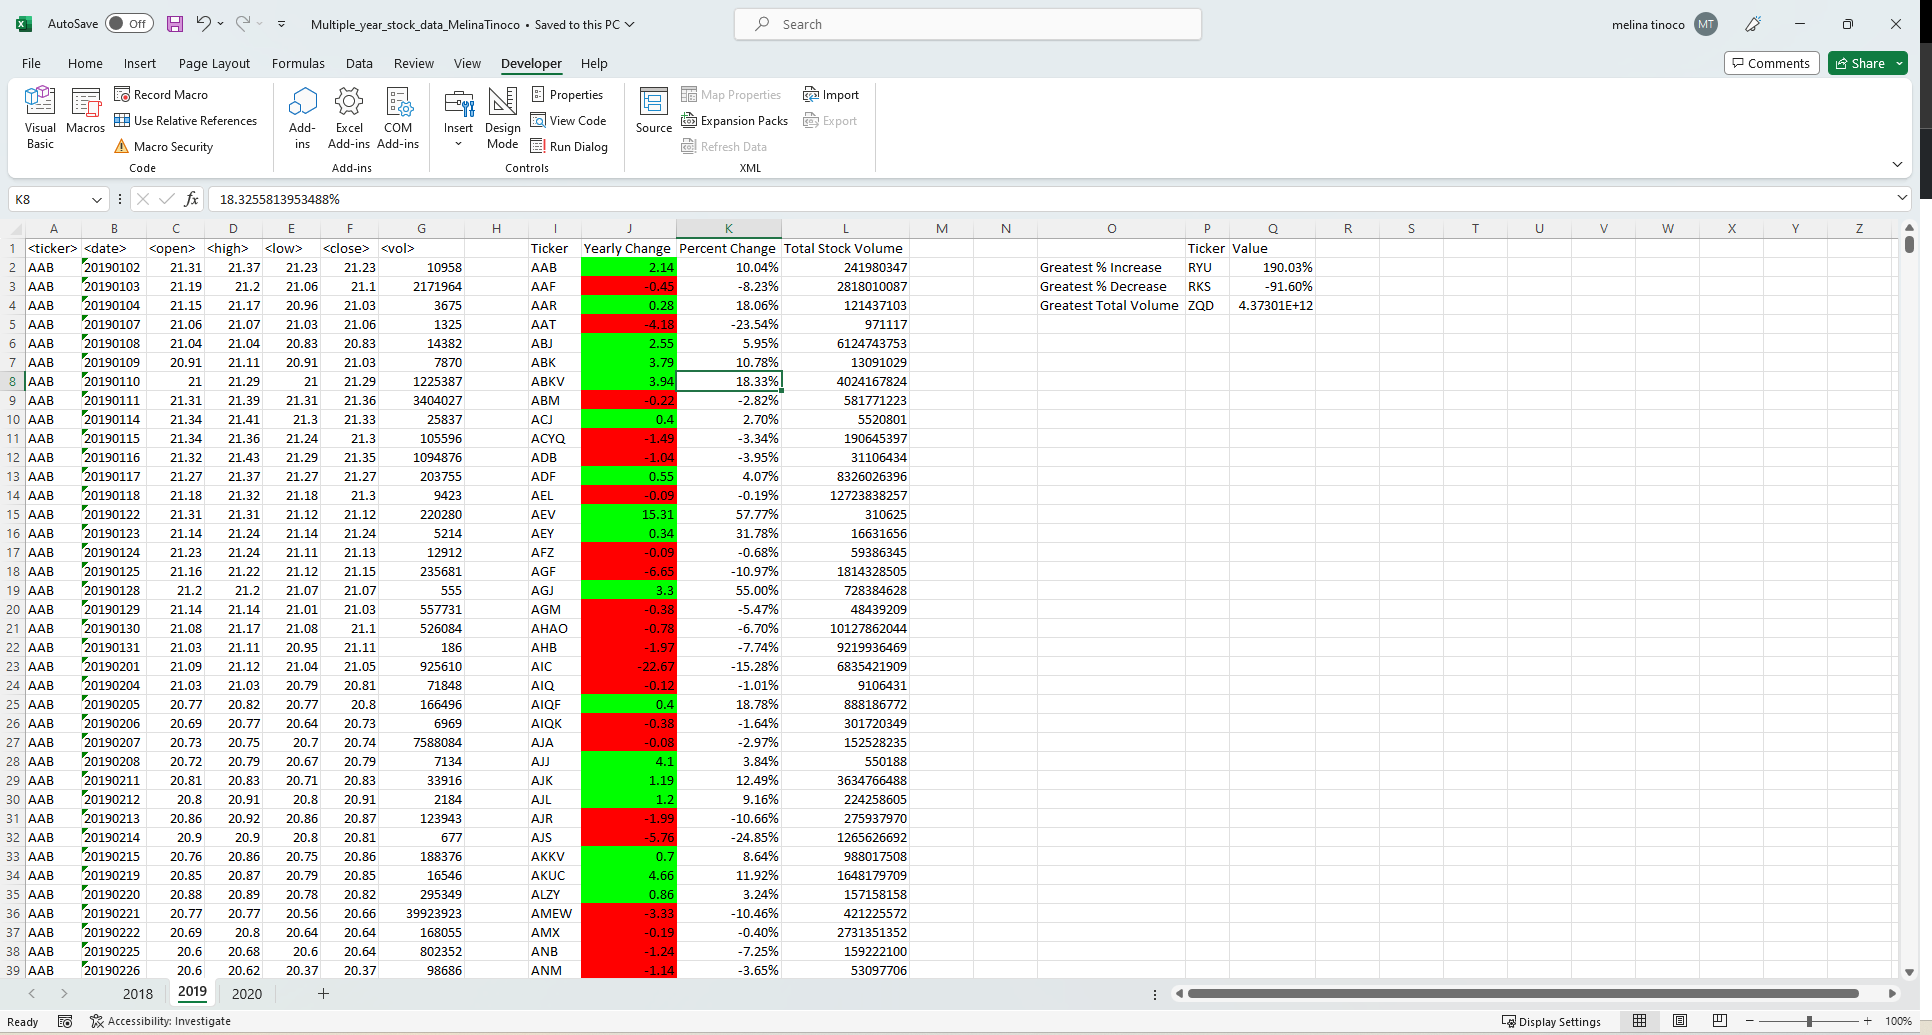 AutoSave Off Multiple_year_stock_data_MelinaTinoco • Saved to this PC Search melina tinoco MT
File Home Insert Page Layout Formulas Data Review View Developer Help Comments Share
Visual Basic Macros Record Macro Use Relative References Macro Security Code
Add-ins Excel Add-ins COM Add-ins Add-ins
Insert Design Mode Properties View Code Run Dialog Controls
Source Map Properties Expansion Packs Refresh Data Import Export XML
K8 fx 18.3255813953488%
A B C D E F G H I J K L M N O P Q R S T U V W X Y Z
1 <ticker> <date> <open> <high> <low> <close> <vol> Ticker Yearly Change Percent Change Total Stock Volume Ticker Value
2 AAB 20190102 21.31 21.37 21.23 21.23 10958 AAB 2.14 10.04% 241980347 Greatest % Increase RYU 190.03%
3 AAB 20190103 21.19 21.2 21.06 21.1 2171964 AAF -0.45 -8.23% 2818010087 Greatest % Decrease RKS -91.60%
4 AAB 20190104 21.15 21.17 20.96 21.03 3675 AAR 0.28 18.06% 121437103 Greatest Total Volume ZQD 4.37301E+12
5 AAB 20190107 21.06 21.07 21.03 21.06 1325 AAT -4.18 -23.54% 971117
6 AAB 20190108 21.04 21.04 20.83 20.83 14382 ABJ 2.55 5.95% 6124743753
7 AAB 20190109 20.91 21.11 20.91 21.03 7870 ABK 3.79 10.78% 13091029
8 AAB 20190110 21 21.29 21 21.29 1225387 ABKV 3.94 18.33% 4024167824
9 AAB 20190111 21.31 21.39 21.31 21.36 3404027 ABM -0.22 -2.82% 581771223
10 AAB 20190114 21.34 21.41 21.3 21.33 25837 ACJ 0.4 2.70% 5520801
11 AAB 20190115 21.34 21.36 21.24 21.3 105596 ACYQ -1.49 -3.34% 190645397
12 AAB 20190116 21.32 21.43 21.29 21.35 1094876 ADB -1.04 -3.95% 31106434
13 AAB 20190117 21.27 21.37 21.27 21.27 203755 ADF 0.55 4.07% 8326026396
14 AAB 20190118 21.18 21.32 21.18 21.3 9423 AEL -0.09 -0.19% 12723838257
15 AAB 20190122 21.31 21.31 21.12 21.12 220280 AEV 15.31 57.77% 310625
16 AAB 20190123 21.14 21.24 21.14 21.24 5214 AEY 0.34 31.78% 16631656
17 AAB 20190124 21.23 21.24 21.11 21.13 12912 AFZ -0.09 -0.68% 59386345
18 AAB 20190125 21.16 21.22 21.12 21.15 235681 AGF -6.65 -10.97% 1814328505
19 AAB 20190128 21.2 21.2 21.07 21.07 555 AGJ 3.3 55.00% 728384628
20 AAB 20190129 21.14 21.14 21.01 21.03 557731 AGM -0.38 -5.47% 48439209
21 AAB 20190130 21.08 21.17 21.08 21.1 526084 AHAO -0.78 -6.70% 10127862044
22 AAB 20190131 21.03 21.11 20.95 21.11 186 AHB -1.97 -7.74% 9219936469
23 AAB 20190201 21.09 21.12 21.04 21.05 925610 AIC -22.67 -15.28% 6835421909
24 AAB 20190204 21.03 21.03 20.79 20.81 71848 AIQ -0.12 -1.01% 9106431
25 AAB 20190205 20.77 20.82 20.77 20.8 166496 AIQF 0.4 18.78% 888186772
26 AAB 20190206 20.69 20.77 20.64 20.73 6969 AIQK -0.38 -1.64% 301720349
27 AAB 20190207 20.73 20.75 20.7 20.74 7588084 AJA -0.08 -2.97% 152528235
28 AAB 20190208 20.72 20.79 20.67 20.79 7134 AJJ 4.1 3.84% 550188
29 AAB 20190211 20.81 20.83 20.71 20.83 33916 AJK 1.19 12.49% 3634766488
30 AAB 20190212 20.8 20.91 20.8 20.91 2184 AJL 1.2 9.16% 224258605
31 AAB 20190213 20.86 20.92 20.86 20.87 123943 AJR -1.99 -10.66% 275937970
32 AAB 20190214 20.9 20.9 20.8 20.81 677 AJS -5.76 -24.85% 1265626692
33 AAB 20190215 20.76 20.86 20.75 20.86 188376 AKKV 0.7 8.64% 988017508
34 AAB 20190219 20.85 20.87 20.79 20.85 16546 AKUC 4.66 11.92% 1648179709
35 AAB 20190220 20.88 20.89 20.78 20.82 295349 ALZY 0.86 3.24% 157158158
36 AAB 20190221 20.77 20.77 20.56 20.66 39923923 AMEW -3.33 -10.46% 421225572
37 AAB 20190222 20.69 20.8 20.64 20.64 168055 AMX -0.19 -0.40% 2731351352
38 AAB 20190225 20.6 20.68 20.6 20.64 802352 ANB -1.24 -7.25% 159222100
39 AAB 20190226 20.6 20.62 20.37 20.37 98686 ANM -1.14 -3.65% 53097706
2018 2019 2020
Ready Accessibility: Investigate Display Settings 100%